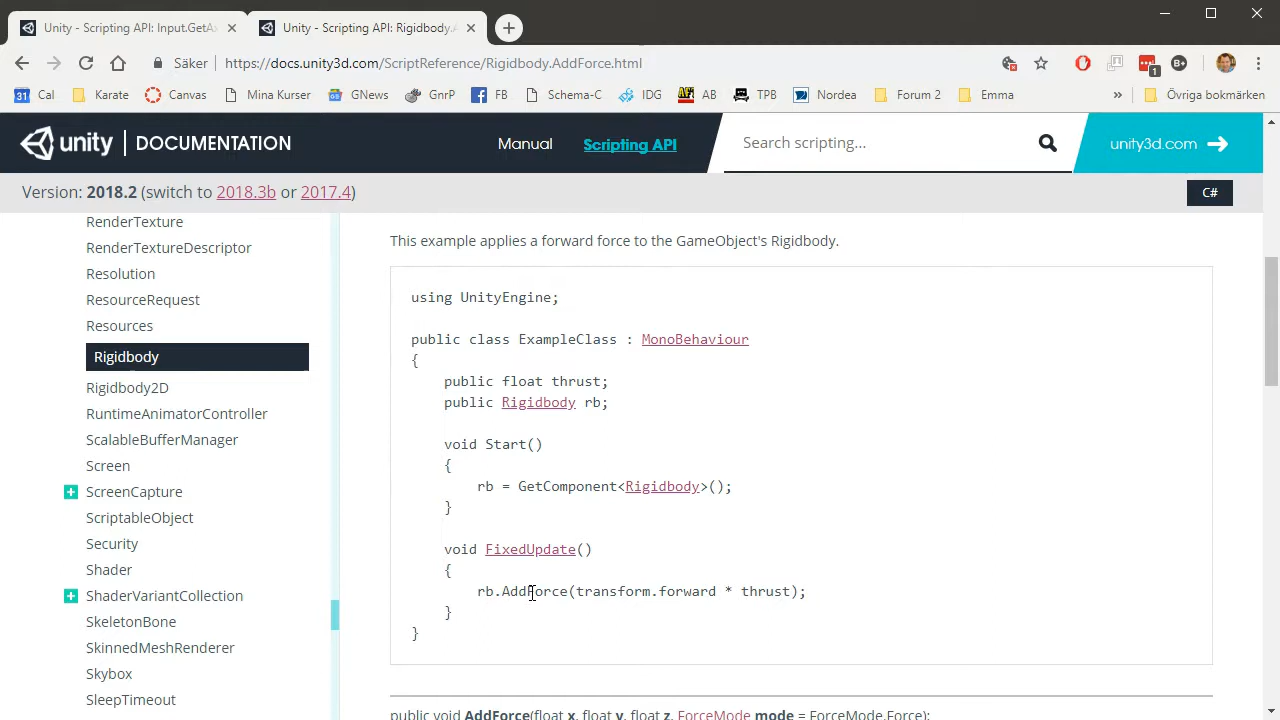 Unity - Scripting API: Input.GetAx
Unity - Scripting API: Rigidbody.A
Säker
https://docs.unity3d.com/ScriptReference/Rigidbody.AddForce.html
1
31 Cal
Karate
Canvas
Mina Kurser
GNews
GnrP
FB
Schema-C
IDG
AB
TPB
Nordea
Forum 2
Emma
»
Övriga bokmärken
unity | DOCUMENTATION
Manual
Scripting API
Search scripting...
unity3d.com
Version: 2018.2 (switch to 2018.3b or 2017.4)
C#
RenderTexture
RenderTextureDescriptor
Resolution
ResourceRequest
Resources
Rigidbody
Rigidbody2D
RuntimeAnimatorController
ScalableBufferManager
Screen
ScreenCapture
ScriptableObject
Security
Shader
ShaderVariantCollection
SkeletonBone
SkinnedMeshRenderer
Skybox
SleepTimeout
This example applies a forward force to the GameObject's Rigidbody.
using UnityEngine;
public class ExampleClass : MonoBehaviour
{
public float thrust;
public Rigidbody rb;
void Start()
{
rb = GetComponent<Rigidbody>();
}
void FixedUpdate()
{
rb.AddForce(transform.forward * thrust);
}
}
public void AddForce(float x, float y, float z, ForceMode mode = ForceMode.Force);